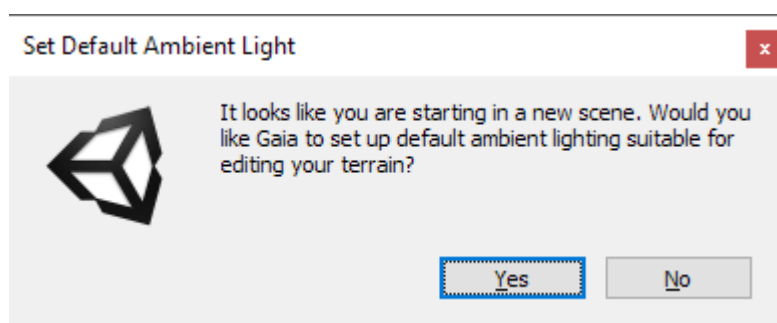 Set Default Ambient Light
x
It looks like you are starting in a new scene. Would you
like Gaia to set up default ambient lighting suitable for
editing your terrain?
Yes
No